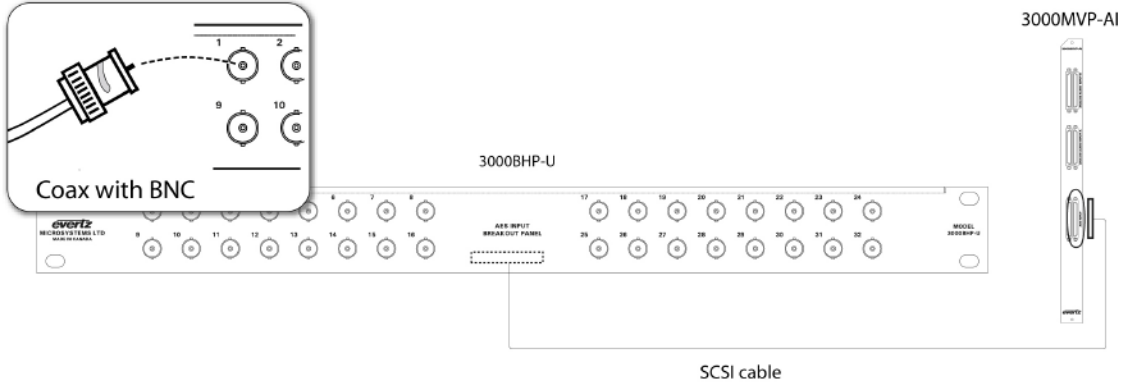 3000MVP-AI
1 2
9 10
Coax with BNC
3000BHP-U
6 7 8
17 18 19 20 21 22 23 24
evertz
MICROSYSTEMS LTD
MADE IN CANADA
AES INPUT
BREAKOUT PANEL
MODEL
3000BHP-U
9 10 11 12 13 14 15 16
25 26 27 28 29 30 31 32
evertz
SCSI cable